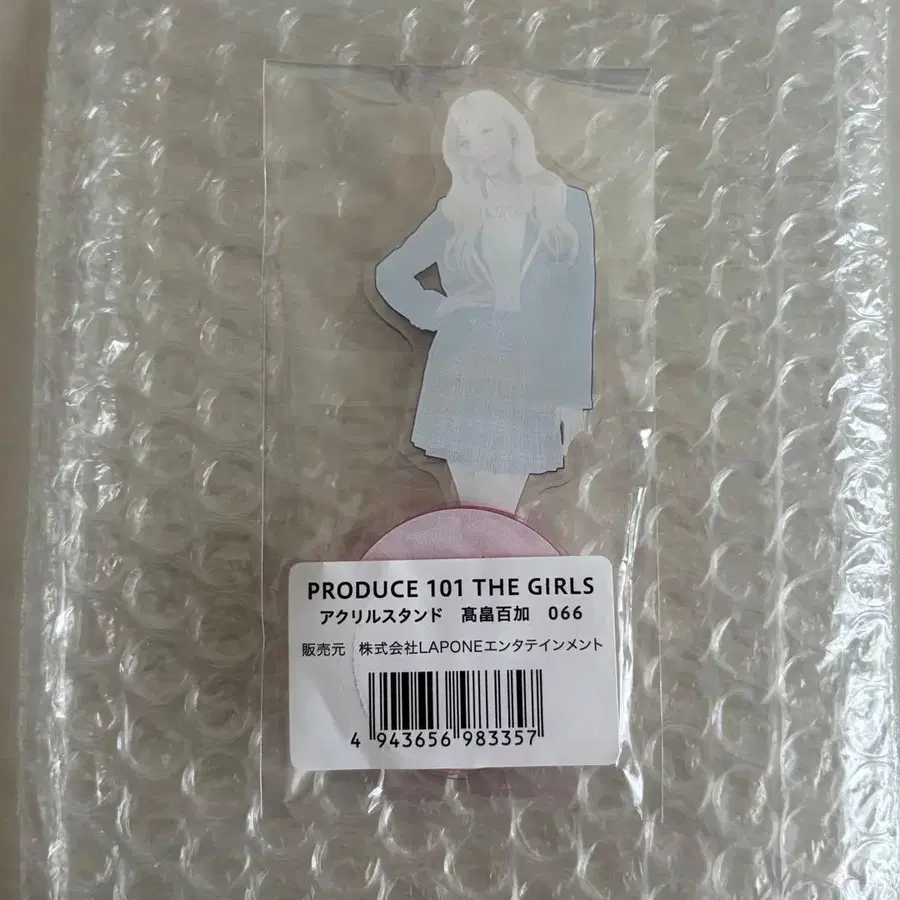 PRODUCE 101 THE GIRLS
アクリルスタンド 髙畠百加 066
販売元 株式会社LAPONEエンタテインメント
4 943656 983357